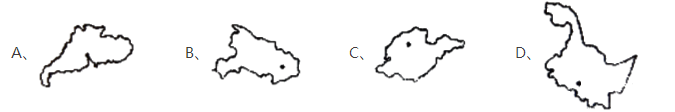 A、 B、 C、 D、